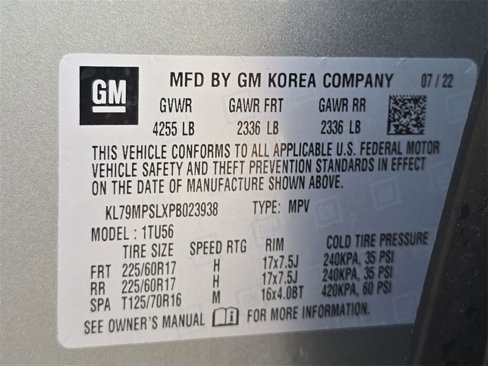 GM
MFD BY GM KOREA COMPANY 07/22
GVWR GAWR FRT GAWR RR
4255 LB 2336 LB 2336 LB
THIS VEHICLE CONFORMS TO ALL APPLICABLE U.S. FEDERAL MOTOR
VEHICLE SAFETY AND THEFT PREVENTION STANDARDS IN EFFECT
ON THE DATE OF MANUFACTURE SHOWN ABOVE.
KL79MPSLXPB023938 TYPE: MPV
MODEL: 1TU56
TIRE SIZE SPEED RTG RIM COLD TIRE PRESSURE
FRT 225/60R17 H 17x7.5J 240KPA, 35 PSI
RR 225/60R17 H 17x7.5J 240KPA, 35 PSI
SPA T125/70R16 M 16x4.0BT 420KPA, 60 PSI
SEE OWNER'S MANUAL FOR MORE INFORMATION.